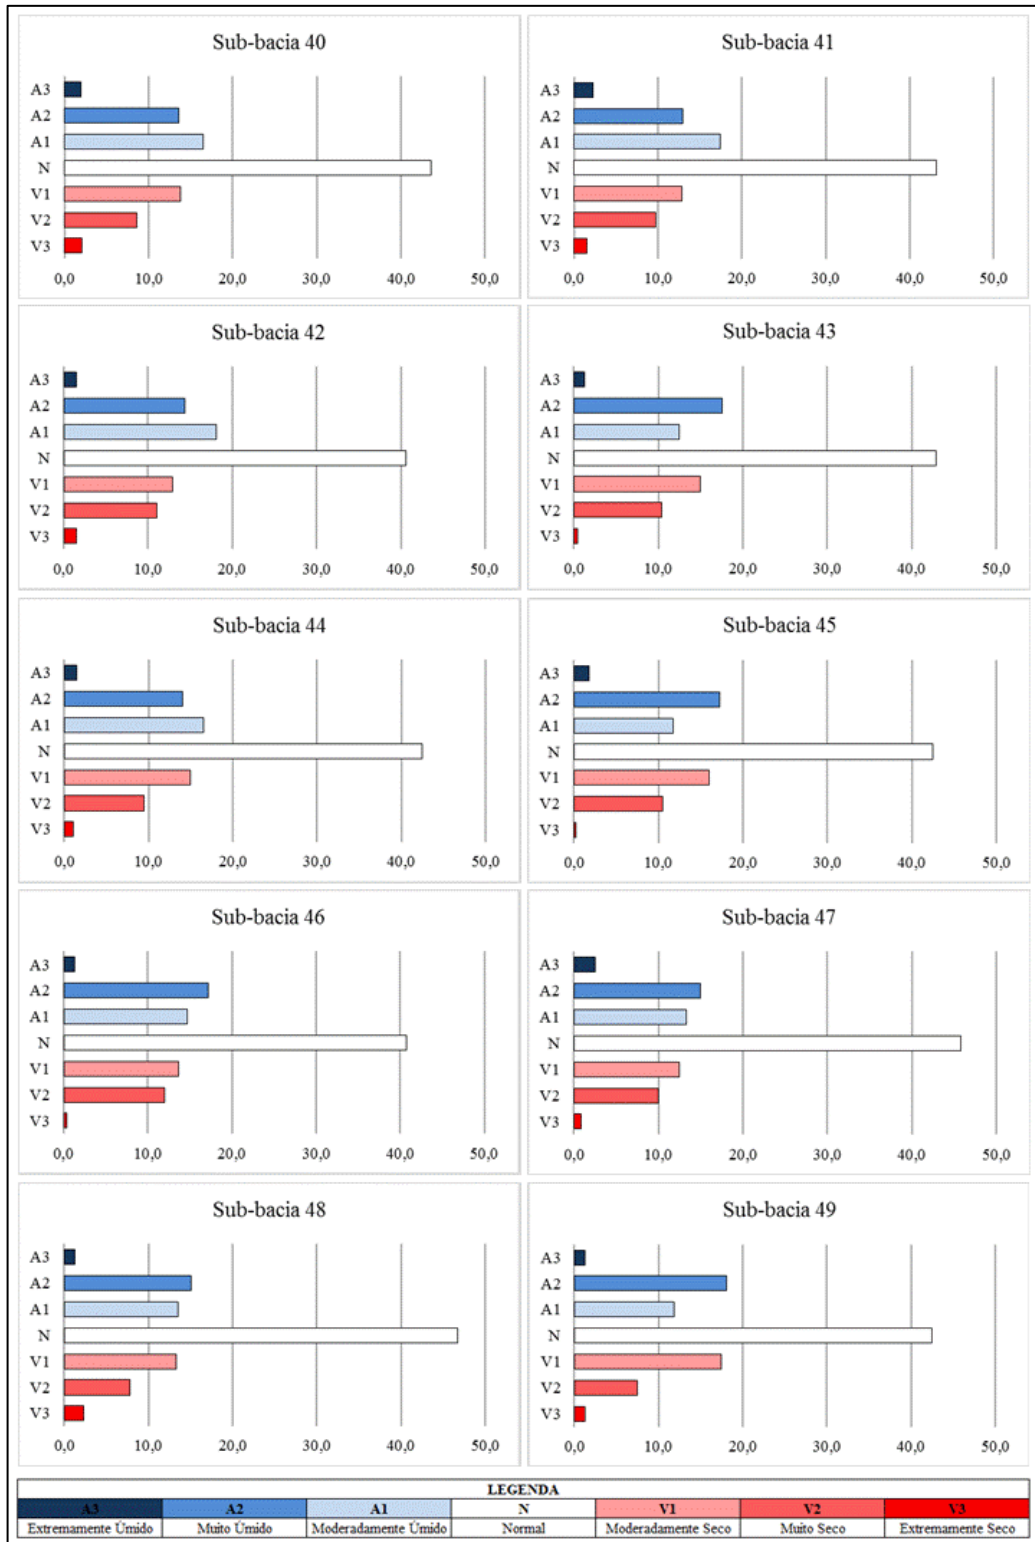 Sub-bacia 40
A3
A2
A1
N
V1
V2
V3
0,0 10,0 20,0 30,0 40,0 50,0
Sub-bacia 41
A3
A2
A1
N
V1
V2
V3
0,0 10,0 20,0 30,0 40,0 50,0
Sub-bacia 42
A3
A2
A1
N
V1
V2
V3
0,0 10,0 20,0 30,0 40,0 50,0
Sub-bacia 43
A3
A2
A1
N
V1
V2
V3
0,0 10,0 20,0 30,0 40,0 50,0
Sub-bacia 44
A3
A2
A1
N
V1
V2
V3
0,0 10,0 20,0 30,0 40,0 50,0
Sub-bacia 45
A3
A2
A1
N
V1
V2
V3
0,0 10,0 20,0 30,0 40,0 50,0
Sub-bacia 46
A3
A2
A1
N
V1
V2
V3
0,0 10,0 20,0 30,0 40,0 50,0
Sub-bacia 47
A3
A2
A1
N
V1
V2
V3
0,0 10,0 20,0 30,0 40,0 50,0
Sub-bacia 48
A3
A2
A1
N
V1
V2
V3
0,0 10,0 20,0 30,0 40,0 50,0
Sub-bacia 49
A3
A2
A1
N
V1
V2
V3
0,0 10,0 20,0 30,0 40,0 50,0
LEGENDA
A3 A2 A1 N V1 V2 V3
Extremamente Úmido Muito Úmido Moderadamente Úmido Normal Moderadamente Seco Muito Seco Extremamente Seco